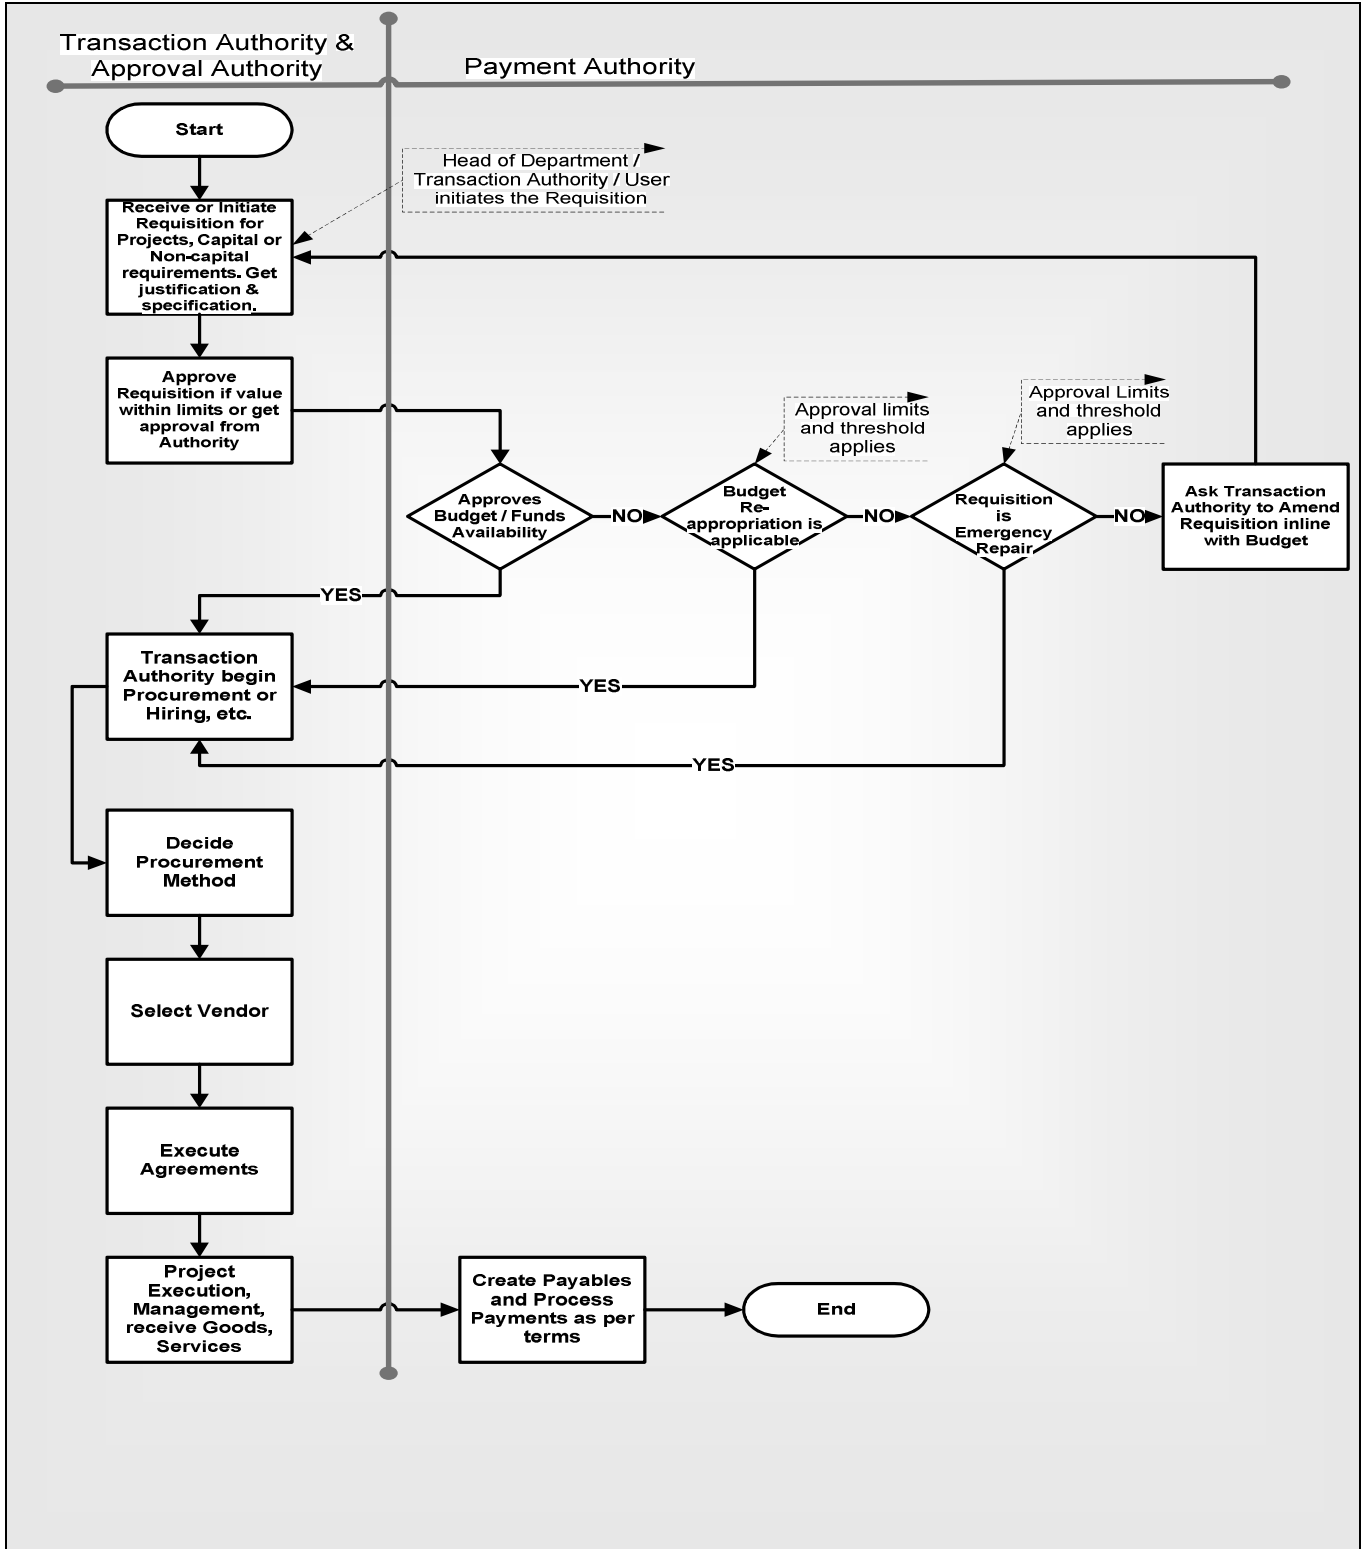 Transaction Authority &
Approval Authority
Payment Authority
Start
Head of Department /
Transaction Authority / User
initiates the Requisition
Receive or Initiate
Requisition for
Projects, Capital or
Non-capital
requirements. Get
justification &
specification.
Approve
Requisition if value
within limits or get
approval from
Authority
Approval limits
and threshold
applies
Approval Limits
and threshold
applies
Approves
Budget / Funds
Availability
NO
Budget
Re-
appropriation is
applicable
NO
Requisition
is
Emergency
Repair
NO
Ask Transaction
Authority to Amend
Requisition inline
with Budget
YES
Transaction
Authority begin
Procurement or
Hiring, etc.
YES
YES
Decide
Procurement
Method
Select Vendor
Execute
Agreements
Project
Execution,
Management,
receive Goods,
Services
Create Payables
and Process
Payments as per
terms
End